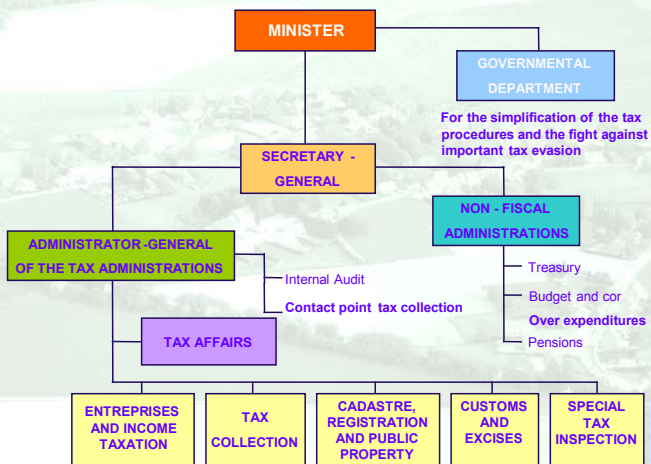 MINISTER
GOVERNMENTAL
DEPARTMENT
For the simplification of the tax
procedures and the fight against
important tax evasion
SECRETARY -
GENERAL
NON - FISCAL
ADMINISTRATIONS
ADMINISTRATOR-GENERAL
OF THE TAX ADMINISTRATIONS
Internal Audit
Contact point tax collection
Treasury
Budget and cor
Over expenditures
Pensions
TAX AFFAIRS
ENTREPRISES
AND INCOME
TAXATION
TAX
COLLECTION
CADASTRE,
REGISTRATION
AND PUBLIC
PROPERTY
CUSTOMS
AND
EXCISES
SPECIAL
TAX
INSPECTION